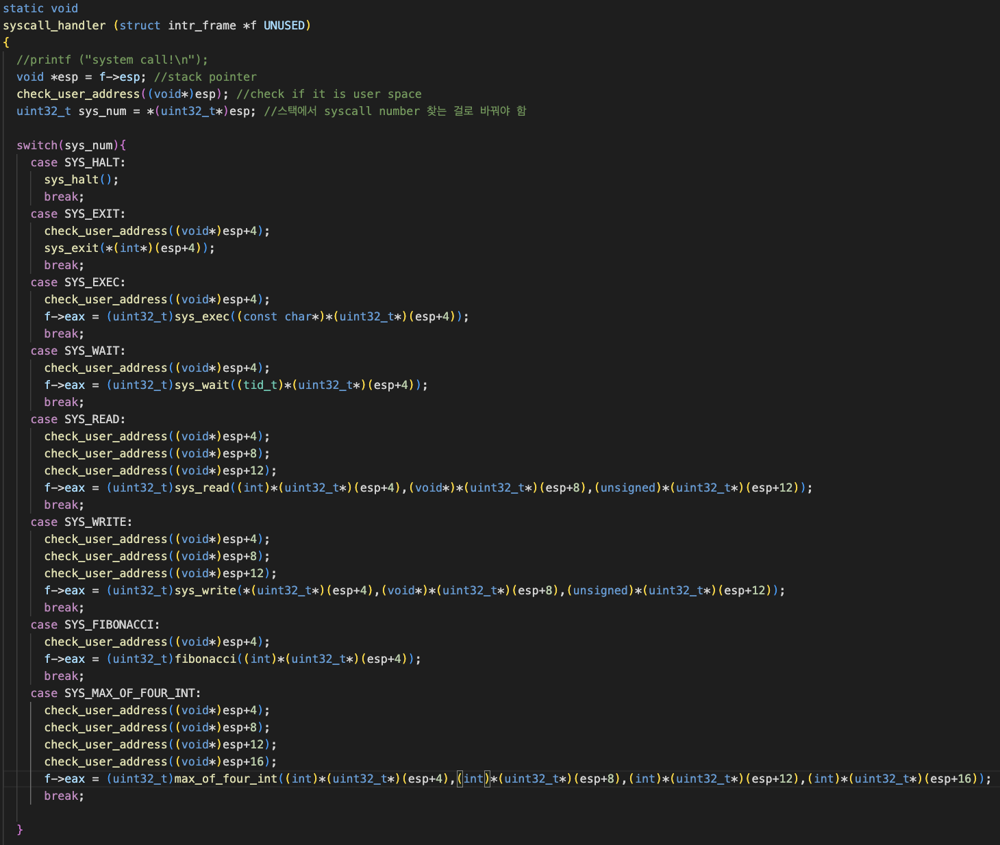 static void
syscall_handler (struct intr_frame *f UNUSED)
{
  //printf ("system call!\n");
  void *esp = f->esp; //stack pointer
  check_user_address((void*)esp); //check if it is user space
  uint32_t sys_num = *(uint32_t*)esp; //스택에서 syscall number 찾는 걸로 바꿔야 함

  switch(sys_num){
    case SYS_HALT:
      sys_halt();
      break;
    case SYS_EXIT:
      check_user_address((void*)esp+4);
      sys_exit(*(int*)(esp+4));
      break;
    case SYS_EXEC:
      check_user_address((void*)esp+4);
      f->eax = (uint32_t)sys_exec((const char*)*(uint32_t*)(esp+4));
      break;
    case SYS_WAIT:
      check_user_address((void*)esp+4);
      f->eax = (uint32_t)sys_wait((tid_t)*(uint32_t*)(esp+4));
      break;
    case SYS_READ:
      check_user_address((void*)esp+4);
      check_user_address((void*)esp+8);
      check_user_address((void*)esp+12);
      f->eax = (uint32_t)sys_read((int)*(uint32_t*)(esp+4),(void*)*(uint32_t*)(esp+8),(unsigned)*(uint32_t*)(esp+12));
      break;
    case SYS_WRITE:
      check_user_address((void*)esp+4);
      check_user_address((void*)esp+8);
      check_user_address((void*)esp+12);
      f->eax = (uint32_t)sys_write(*(uint32_t*)(esp+4),(void*)*(uint32_t*)(esp+8),(unsigned)*(uint32_t*)(esp+12));
      break;
    case SYS_FIBONACCI:
      check_user_address((void*)esp+4);
      f->eax = (uint32_t)fibonacci((int)*(uint32_t*)(esp+4));
      break;
    case SYS_MAX_OF_FOUR_INT:
      check_user_address((void*)esp+4);
      check_user_address((void*)esp+8);
      check_user_address((void*)esp+12);
      check_user_address((void*)esp+16);
      f->eax = (uint32_t)max_of_four_int((int)*(uint32_t*)(esp+4),(int)*(uint32_t*)(esp+8),(int)*(uint32_t*)(esp+12),(int)*(uint32_t*)(esp+16));
      break;

  }